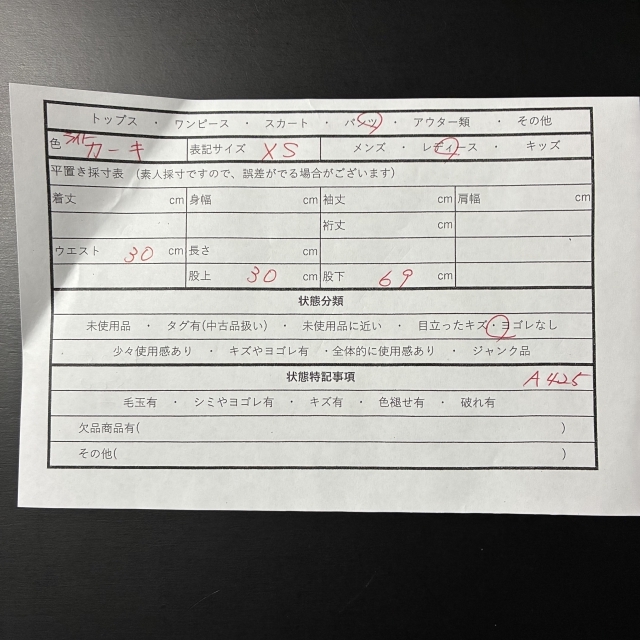 トップス ・ ワンピース ・ スカート ・ パンツ ・ アウター類 ・ その他
色 ライトカーキ 表記サイズ XS メンズ ・ レディース ・ キッズ
平置き採寸表 (素人採寸ですので、誤差がでる場合がございます)
着丈 cm 身幅 cm 袖丈 cm 肩幅 cm
裄丈 cm
ウエスト 30 cm 長さ cm
股上 30 cm 股下 69 cm
状態分類
未使用品 ・ タグ有(中古品扱い) ・ 未使用品に近い ・ 目立ったキズ・ヨゴレなし
少々使用感あり ・ キズやヨゴレ有 ・全体的に使用感あり ・ ジャンク品
状態特記事項 A425
毛玉有 ・ シミやヨゴレ有 ・ キズ有 ・ 色褪せ有 ・ 破れ有
欠品商品有( )
その他( )